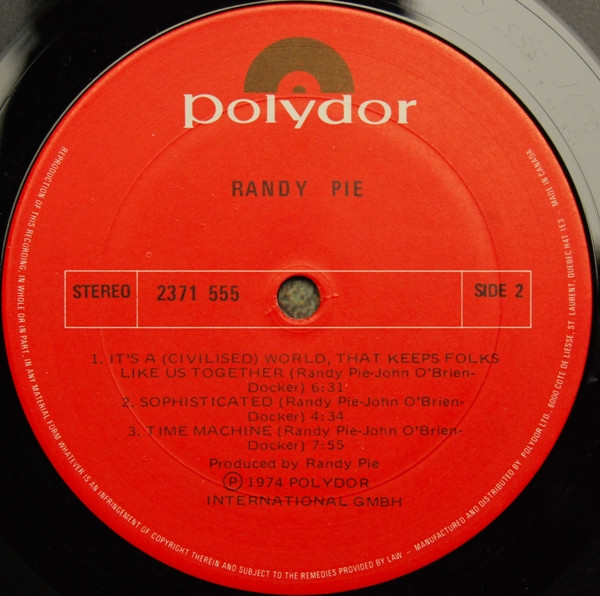 polydor
RANDY PIE
STEREO 2371 555 SIDE 2
1. IT'S A (CIVILISED) WORLD, THAT KEEPS FOLKS
LIKE US TOGETHER (Randy Pie-John O'Brien-
Docker) 6:31
2. SOPHISTICATED (Randy Pie-John O'Brien-
Docker) 4:34
3. TIME MACHINE (Randy Pie-John O'Brien-
Docker) 7:55
Produced by Randy Pie
Ⓟ 1974 POLYDOR
INTERNATIONAL GMBH
REPRODUCTION OF THIS RECORDING, IN WHOLE OR IN PART, IN ANY MATERIAL FORM WHATEVER IS AN INFRINGEMENT OF COPYRIGHT THEREIN AND SUBJECT TO THE REMEDIES PROVIDED BY LAW – MANUFACTURED AND DISTRIBUTED BY POLYDOR LTD. 6000 COTE DE LIESSE, ST. LAURENT, QUEBEC H4T 1E3 MADE IN CANADA